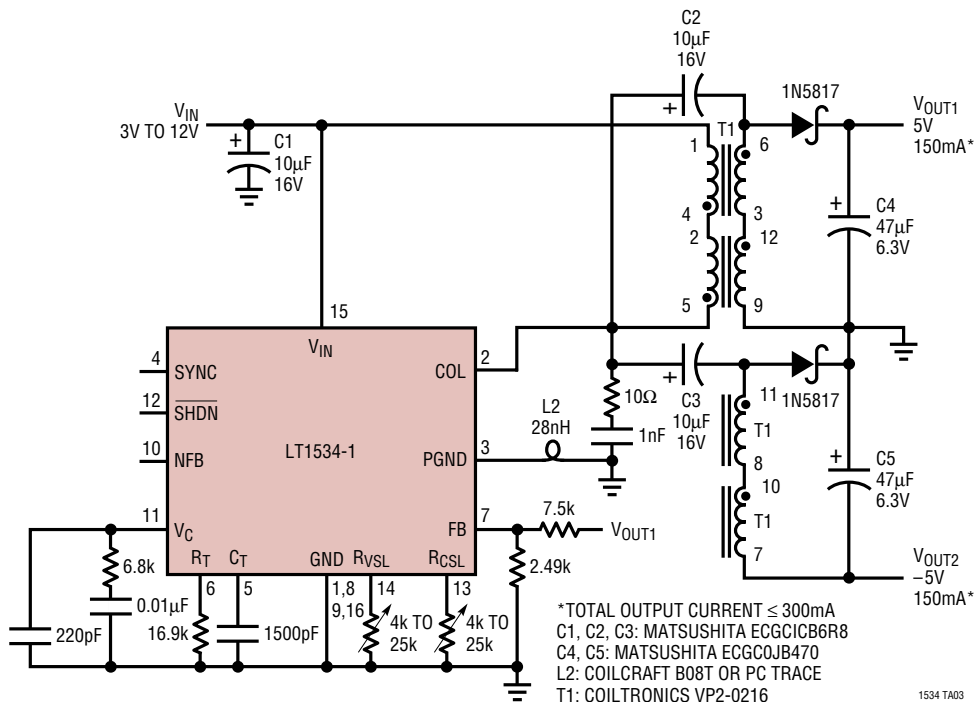 C2
10µF
16V
+
1N5817
VIN
3V TO 12V
+
C1
10µF
16V
T1
1
6
4
3
2
12
5
9
VOUT1
5V
150mA*
+
C4
47µF
6.3V
15
VIN
4
SYNC
COL
2
12
SHDN
10
NFB
LT1534-1
PGND
3
L2
28nH
10Ω
1nF
+
C3
10µF
16V
11
1N5817
T1
8
10
T1
7
+
C5
47µF
6.3V
11
VC
FB
7
7.5k
VOUT1
2.49k
VOUT2
–5V
150mA*
RT
CT
GND
RVSL
RCSL
6
5
1,8
9,16
14
13
6.8k
0.01µF
220pF
16.9k
1500pF
4k TO
25k
4k TO
25k
*TOTAL OUTPUT CURRENT ≤ 300mA
C1, C2, C3: MATSUSHITA ECGCICB6R8
C4, C5: MATSUSHITA ECGC0JB470
L2: COILCRAFT B08T OR PC TRACE
T1: COILTRONICS VP2-0216
1534 TA03